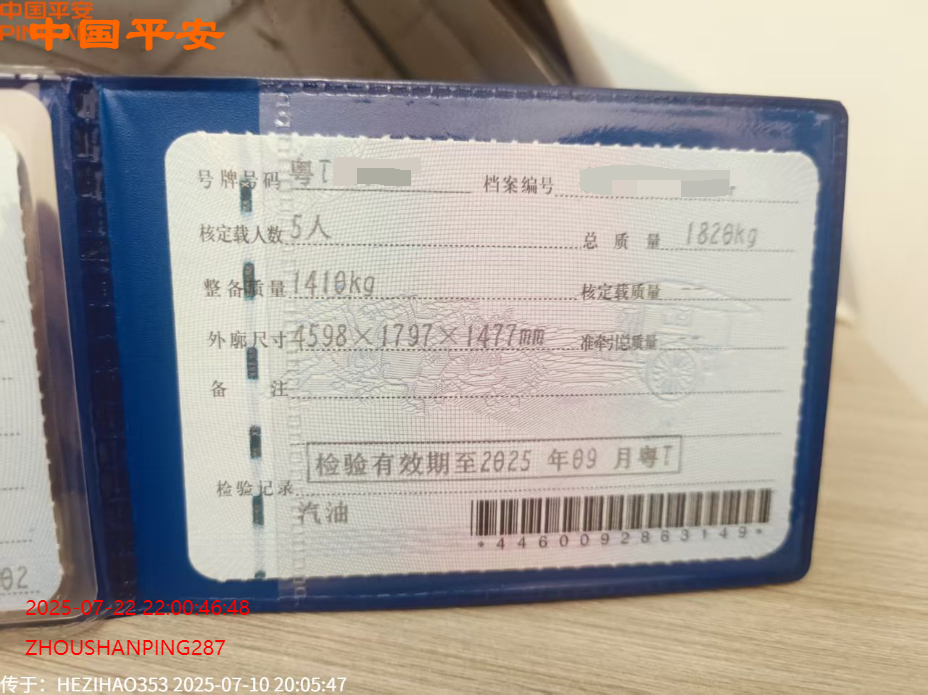 中国平安
中国平安
号牌号码 粤T 档案编号
核定载人数 5人 总质量 1820kg
整备质量 1410kg 核定载质量 --
外廓尺寸 4598×1797×1477mm 准牵引总质量 --
备注
检验有效期至2025 年09 月粤T
检验记录
汽油
*4460092863149*
02
2025-07-22 22:00:46:48
ZHOUSHANPING287
传于：HEZIHAO353 2025-07-10 20:05:47